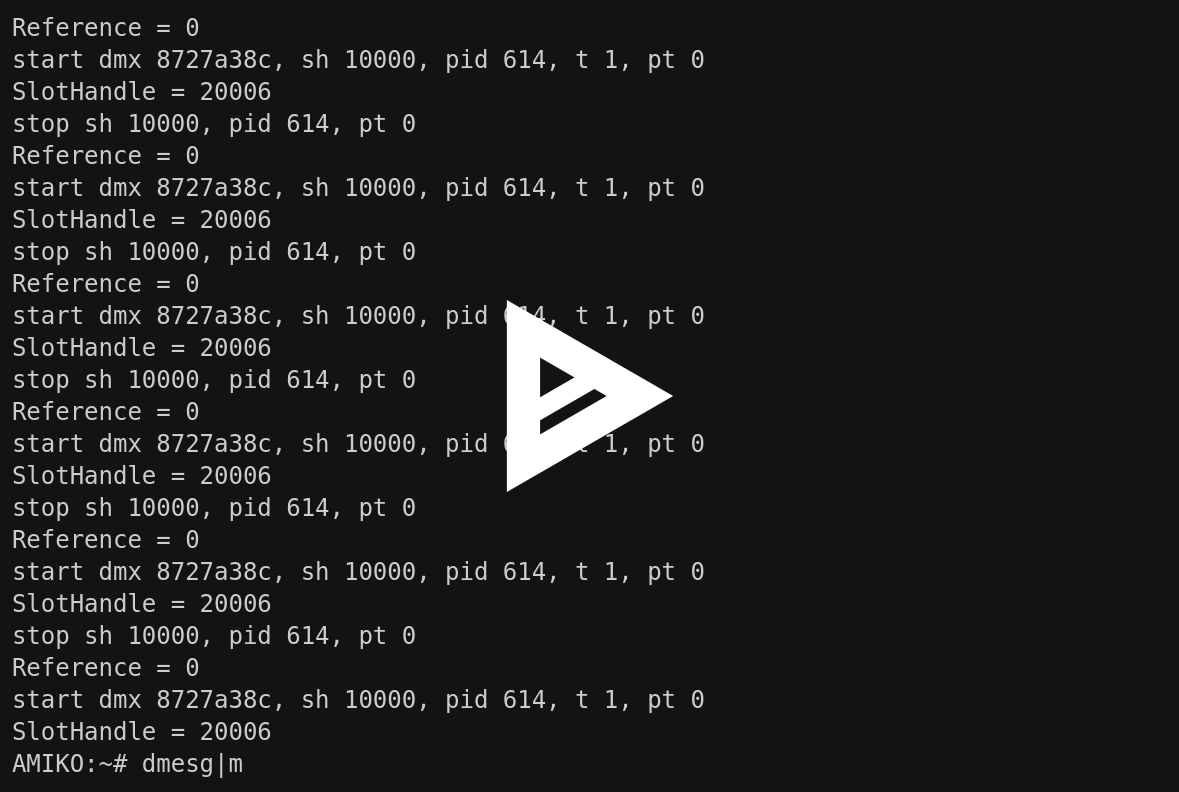 Reference = 0
start dmx 8727a38c, sh 10000, pid 614, t 1, pt 0
SlotHandle = 20006
stop sh 10000, pid 614, pt 0
Reference = 0
start dmx 8727a38c, sh 10000, pid 614, t 1, pt 0
SlotHandle = 20006
stop sh 10000, pid 614, pt 0
Reference = 0
start dmx 8727a38c, sh 10000, pid 614, t 1, pt 0
SlotHandle = 20006
stop sh 10000, pid 614, pt 0
Reference = 0
start dmx 8727a38c, sh 10000, pid t 1, pt 0
SlotHandle = 20006
stop sh 10000, pid 614, pt 0
Reference = 0
start dmx 8727a38c, sh 10000, pid 614, t 1, pt 0
SlotHandle = 20006
stop sh 10000, pid 614, pt 0
Reference = 0
start dmx 8727a38c, sh 10000, pid 614, t 1, pt 0
SlotHandle = 20006
AMIKO:~# dmesg|m